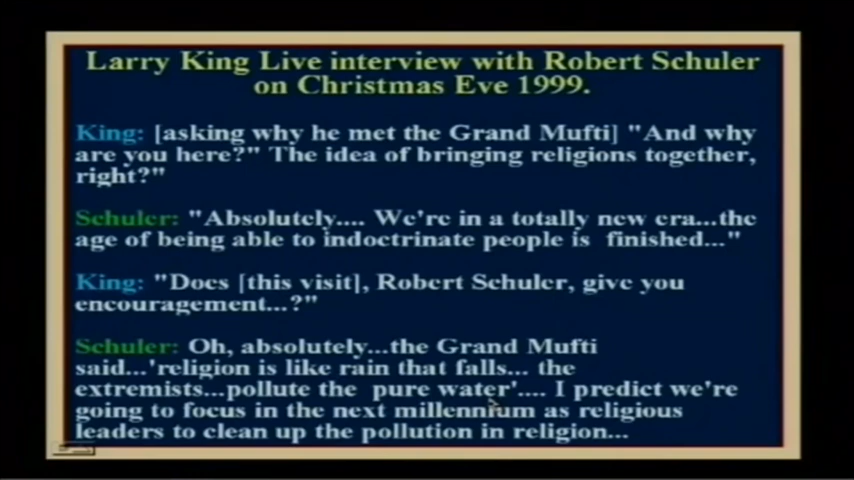 Larry King Live interview with Robert Schuler
on Christmas Eve 1999.
King: [asking why he met the Grand Mufti] "And why
are you here?" The idea of bringing religions together,
right?"
Schuler: "Absolutely.... We're in a totally new era...the
age of being able to indoctrinate people is finished..."
King: "Does [this visit], Robert Schuler, give you
encouragement...?"
Schuler: Oh, absolutely...the Grand Mufti
said...'religion is like rain that falls... the
extremists...pollute the pure water'.... I predict we're
going to focus in the next millennium as religious
leaders to clean up the pollution in religion...